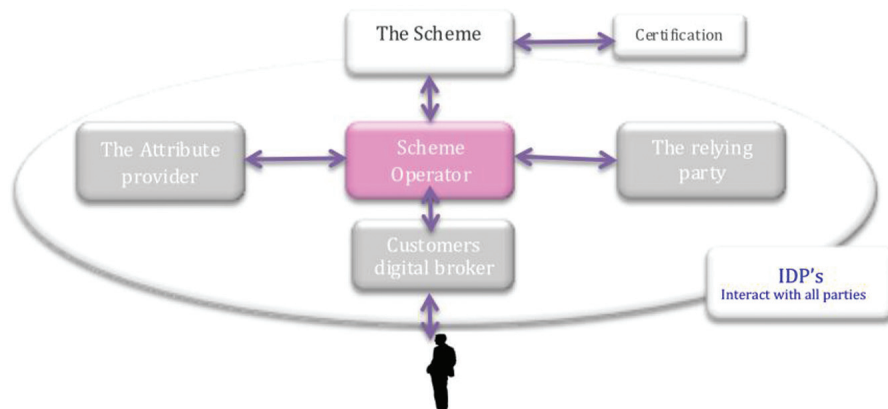 The Scheme
Certification
The Attribute
provider
Scheme
Operator
The relying
party
Customers
digital broker
IDP's
Interact with all parties